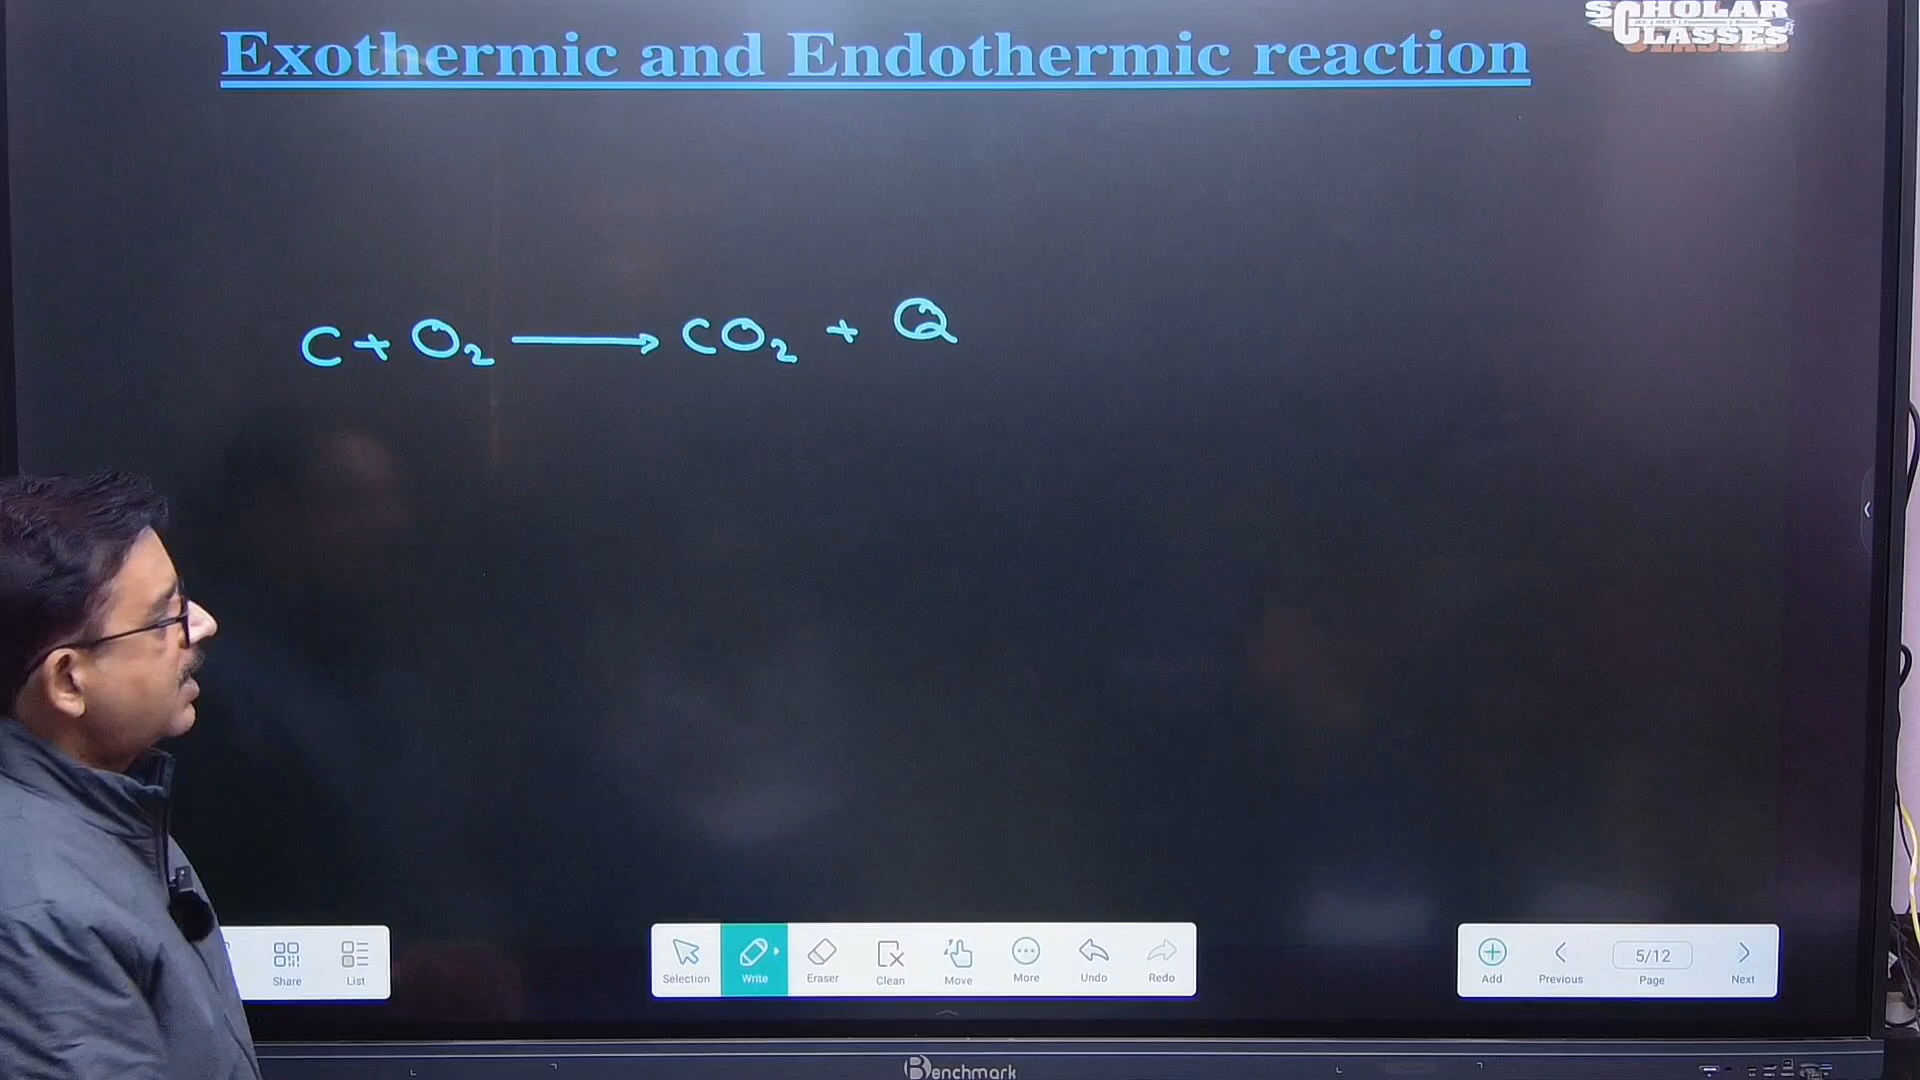 SCHOLAR
CLASSES
Exothermic and Endothermic reaction
C + O₂ ⟶ CO₂ + Q
Share
List
Selection
Write
Eraser
Clean
Move
More
Undo
Redo
Add
Previous
5/12
Page
Next
Benchmark